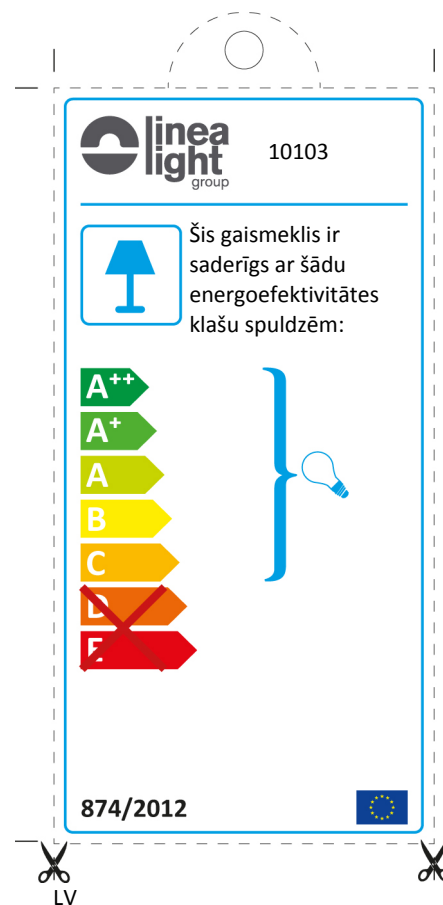 linea
light
group
10103
Šis gaismeklis ir
saderīgs ar šādu
energoefektivitātes
klašu spuldzēm:
A++
A+
A
B
C
D
E
874/2012
LV